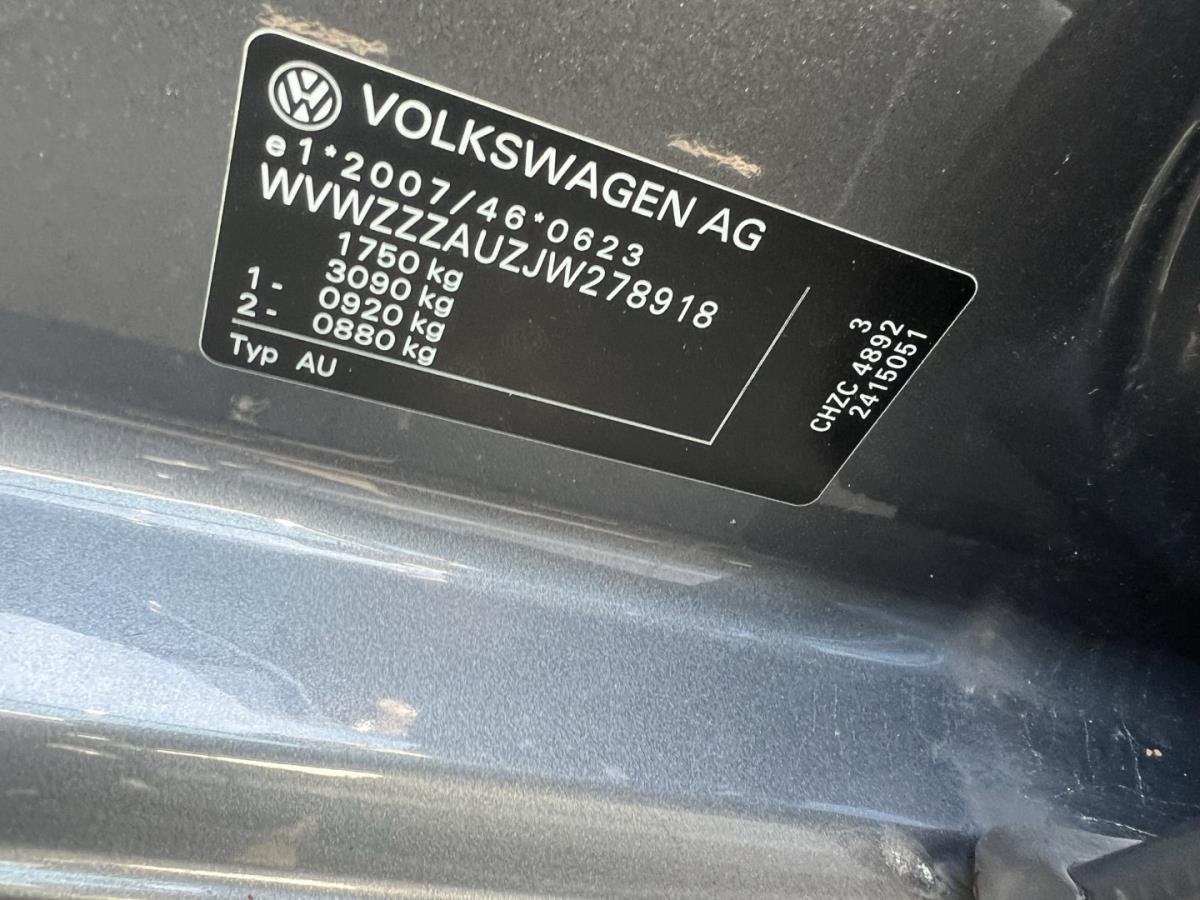 VOLKSWAGEN AG
e1*2007/46*0623
WVWZZZAUZJW278918
1750 kg
3090 kg
1- 0920 kg
2- 0880 kg
Typ AU
3
CHZC 4892
2415051